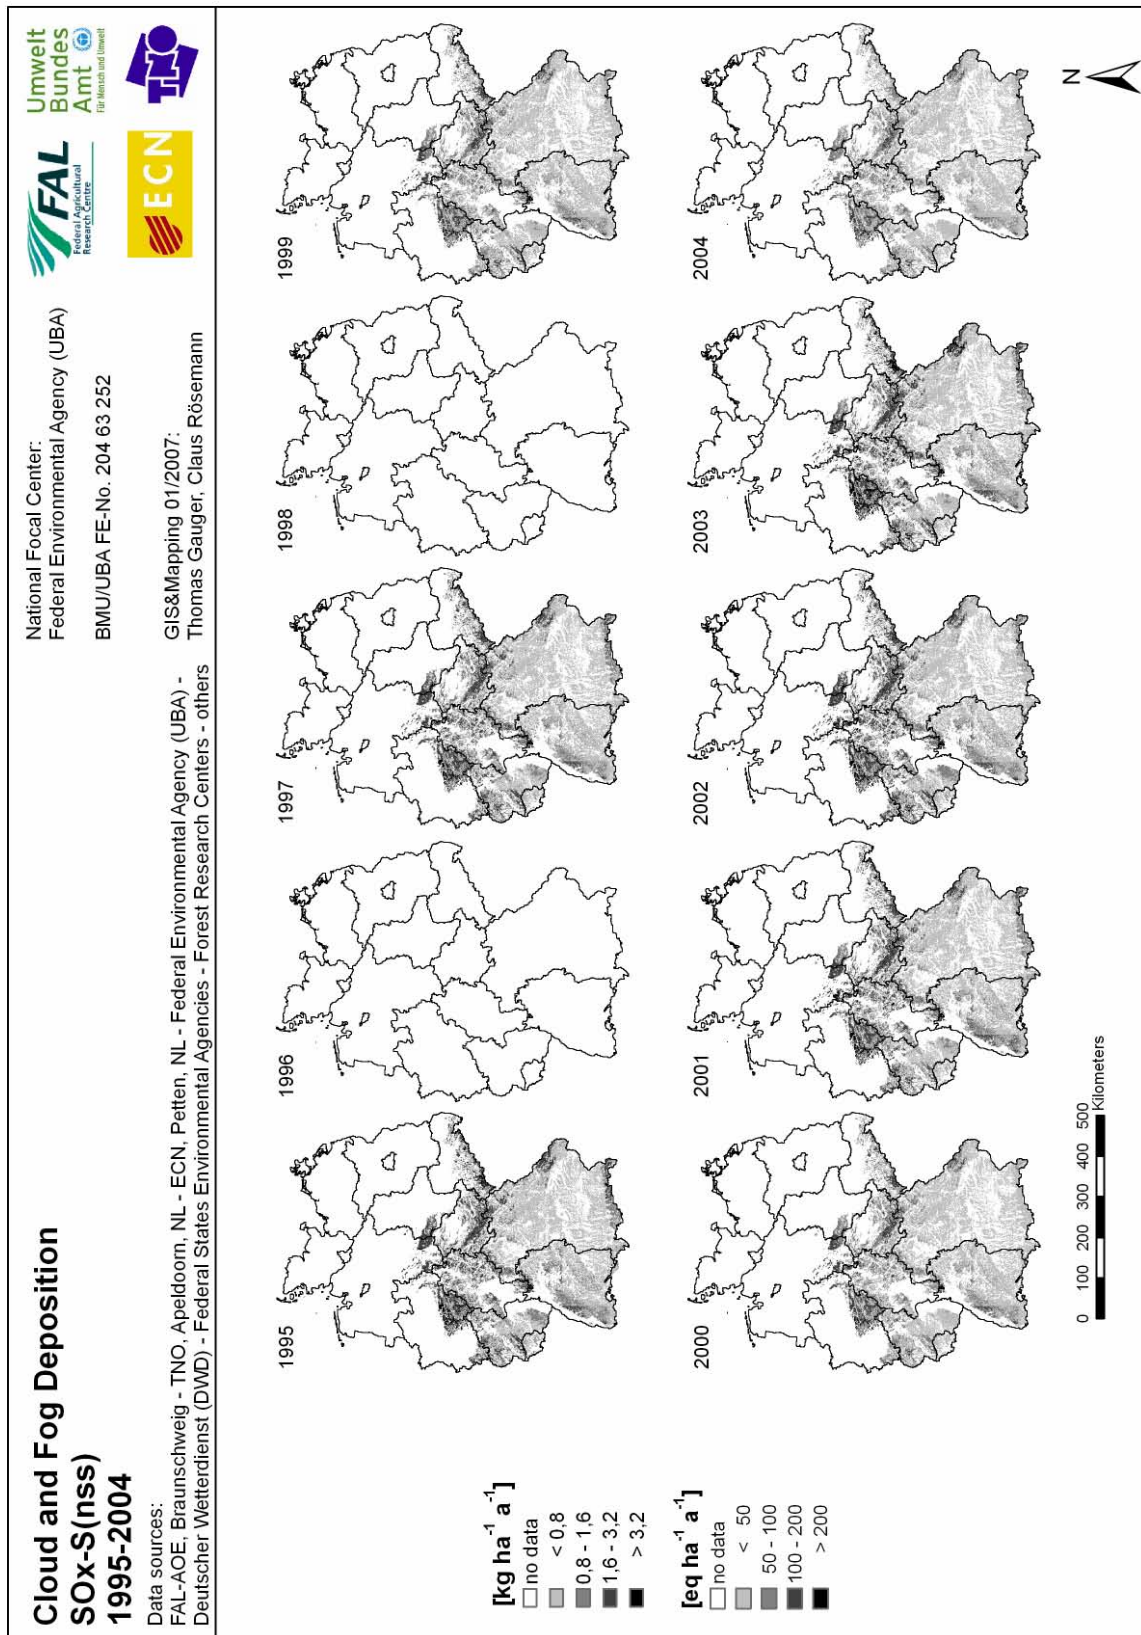 Cloud and Fog Deposition
SOx-S(nss)
1995-2004
Data sources:
FAL-AOE, Braunschweig - TNO, Apeldoorn, NL - ECN, Petten, NL - Federal Environmental Agency (UBA) -
Deutscher Wetterdienst (DWD) - Federal States Environmental Agencies - Forest Research Centers - others
National Focal Center:
Federal Environmental Agency (UBA)
BMU/UBA FE-No. 204 63 252
GIS&Mapping 01/2007:
Thomas Gauger, Claus Rösemann
FAL
Federal Agricultural
Research Centre
Umwelt
Bundes
Amt
Für Mensch und Umwelt
ECN
TNO
1995
1996
1997
1998
1999
2000
2001
2002
2003
2004
[kg ha⁻¹ a⁻¹]
no data
< 0,8
0,8 - 1,6
1,6 - 3,2
> 3,2
[eq ha⁻¹ a⁻¹]
no data
< 50
50 - 100
100 - 200
> 200
0 100 200 300 400 500
Kilometers
N